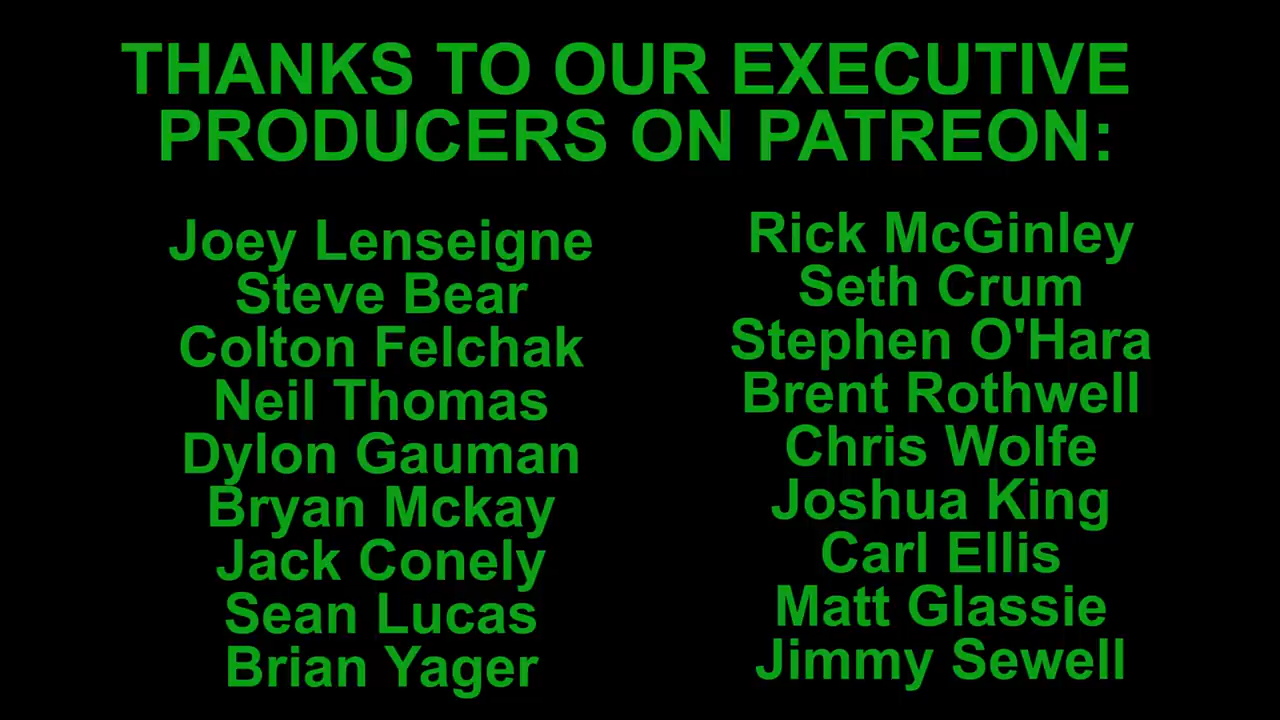 THANKS TO OUR EXECUTIVE
PRODUCERS ON PATREON:
Joey Lenseigne
Steve Bear
Colton Felchak
Neil Thomas
Dylon Gauman
Bryan Mckay
Jack Conely
Sean Lucas
Brian Yager
Rick McGinley
Seth Crum
Stephen O'Hara
Brent Rothwell
Chris Wolfe
Joshua King
Carl Ellis
Matt Glassie
Jimmy Sewell